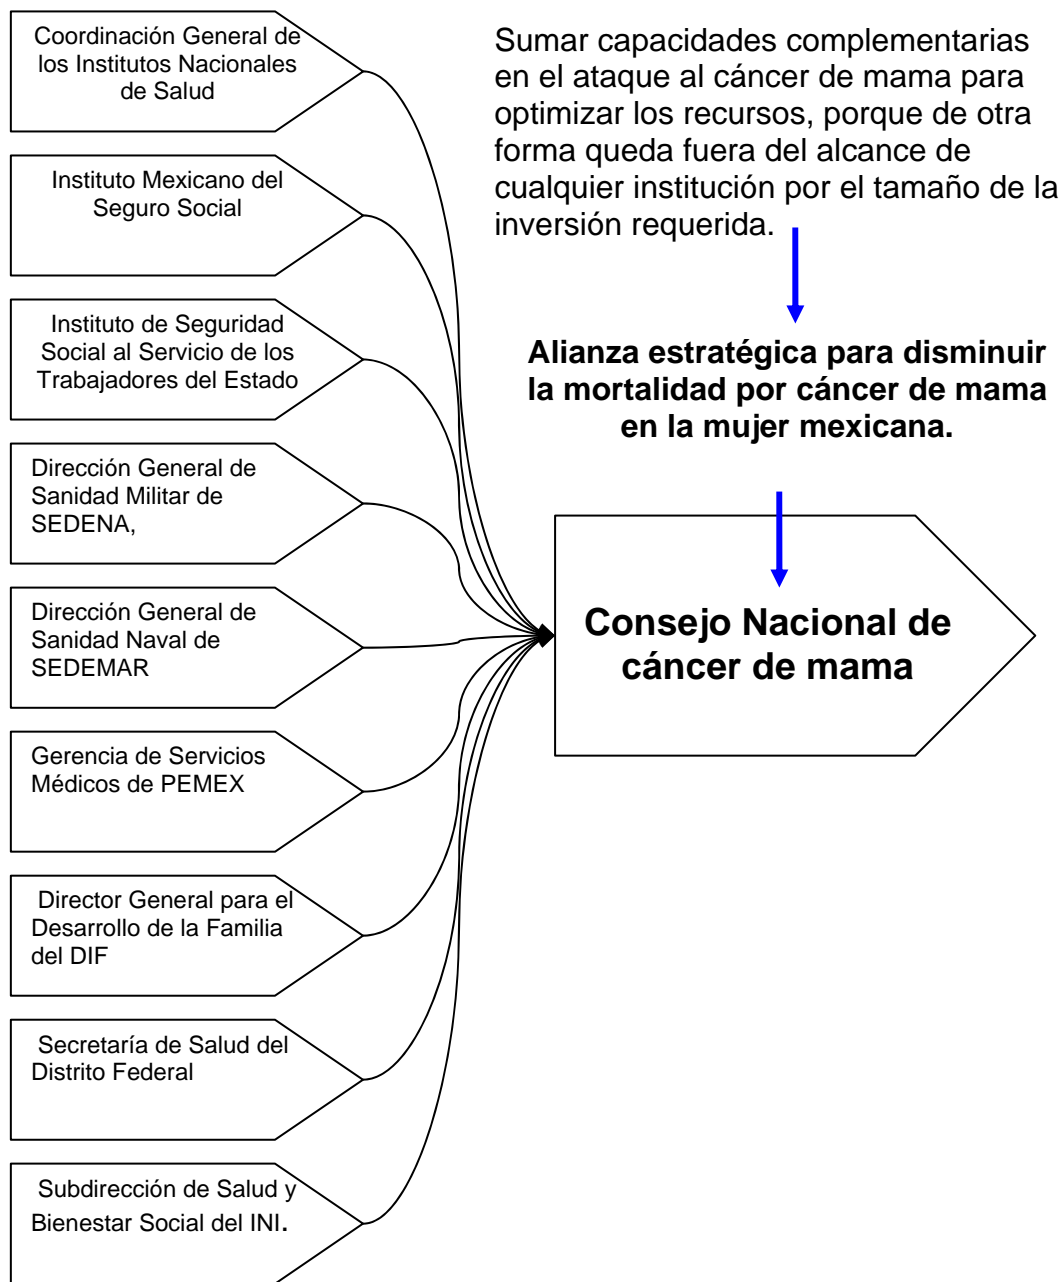 Coordinación General de
los Institutos Nacionales
de Salud
Instituto Mexicano del
Seguro Social
Instituto de Seguridad
Social al Servicio de los
Trabajadores del Estado
Dirección General de
Sanidad Militar de
SEDENA,
Dirección General de
Sanidad Naval de
SEDEMAR
Gerencia de Servicios
Médicos de PEMEX
Director General para el
Desarrollo de la Familia
del DIF
Secretaría de Salud del
Distrito Federal
Subdirección de Salud y
Bienestar Social del INI.
Sumar capacidades complementarias
en el ataque al cáncer de mama para
optimizar los recursos, porque de otra
forma queda fuera del alcance de
cualquier institución por el tamaño de la
inversión requerida.
Alianza estratégica para disminuir
la mortalidad por cáncer de mama
en la mujer mexicana.
Consejo Nacional de
cáncer de mama